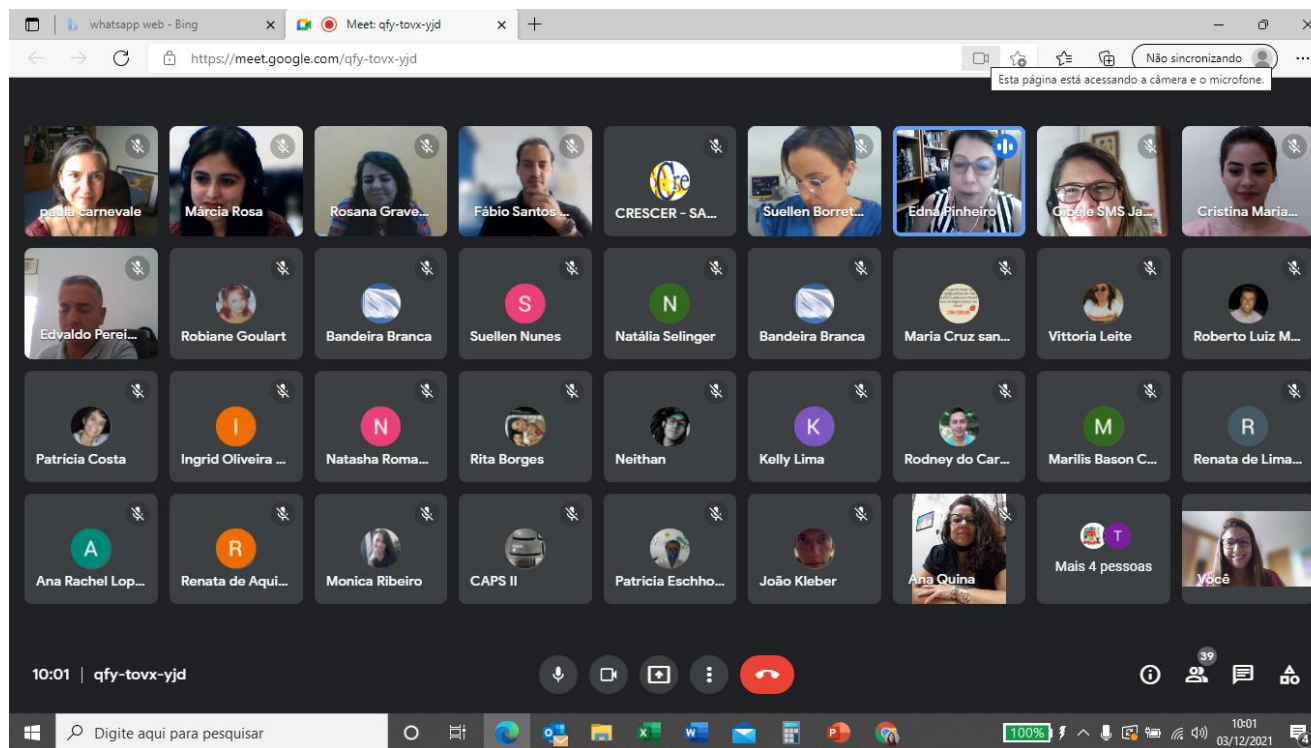 whatsapp web - Bing
Meet: qfy-tovx-yjd
https://meet.google.com/qfy-tovx-yjd
Não sincronizando
Esta página está acessando a câmera e o microfone.
paula carnevale
Márcia Rosa
Rosana Grave...
Fábio Santos ...
CRESCER - SA...
Suellen Borret...
Edna Pinheiro
Cibele SMS Ja...
Cristina Maria...
Edvaldo Perei...
Robiane Goulart
Bandeira Branca
S
Suellen Nunes
N
Natália Selinger
Bandeira Branca
Maria Cruz san...
Vittoria Leite
Roberto Luiz M...
Patrícia Costa
I
Ingrid Oliveira ...
N
Natasha Roma...
Rita Borges
Neithan
K
Kelly Lima
Rodney do Car...
M
Marilis Bason C...
R
Renata de Lima...
A
Ana Rachel Lop...
R
Renata de Aqui...
Monica Ribeiro
CAPS II
Patricia Eschho...
João Kleber
Ana Quina
T
Mais 4 pessoas
Você
10:01 | qfy-tovx-yjd
39
Digite aqui para pesquisar
100%
10:01
03/12/2021
4